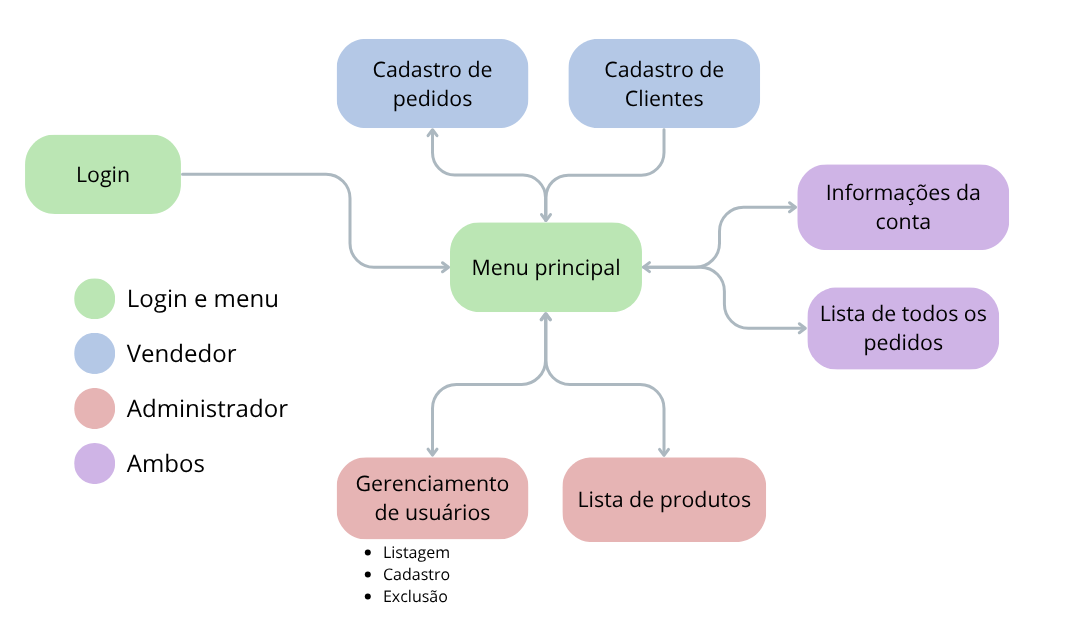 Cadastro de
pedidos
Cadastro de
Clientes
Login
Informações da
conta
Menu principal
Login e menu
Vendedor
Administrador
Ambos
Lista de todos os
pedidos
Gerenciamento
de usuários
Lista de produtos
• Listagem
• Cadastro
• Exclusão